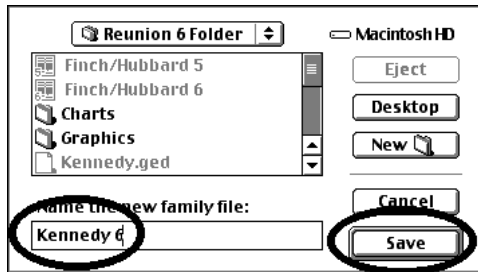 Reunion 6 Folder
Macintosh HD
Finch/Hubbard 5
Finch/Hubbard 6
Charts
Graphics
Kennedy.ged
Eject
Desktop
New
Name the new family file:
Kennedy 6
Cancel
Save